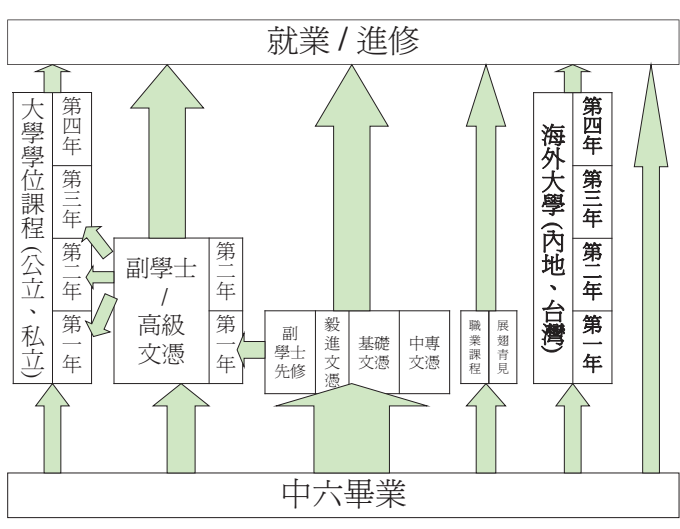 就業 / 進修
大學學位課程 (公立、私立)
第四年
第三年
第二年
第一年
副學士
/
高級
文憑
第二年
第一年
副
學士
先修
毅進文憑
基礎
文憑
中專
文憑
職業課程
展翅青見
海外大學 (內地、台灣)
第四年
第三年
第二年
第一年
中六畢業